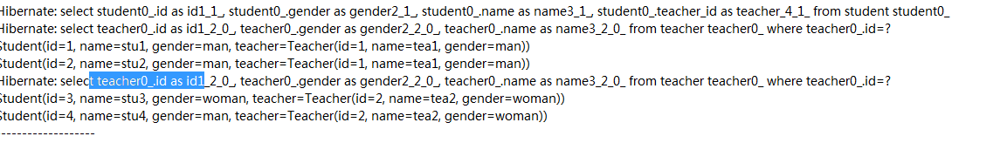 Hibernate: select student0_.id as id1_1_, student0_.gender as gender2_1_, student0_.name as name3_1_, student0_.teacher_id as teacher_4_1_ from student student0_
Hibernate: select teacher0_.id as id1_2_0_, teacher0_.gender as gender2_2_0_, teacher0_.name as name3_2_0_ from teacher teacher0_ where teacher0_.id=?
Student(id=1, name=stu1, gender=man, teacher=Teacher(id=1, name=tea1, gender=man))
Student(id=2, name=stu2, gender=man, teacher=Teacher(id=1, name=tea1, gender=man))
Hibernate: select teacher0_.id as id1_2_0_, teacher0_.gender as gender2_2_0_, teacher0_.name as name3_2_0_ from teacher teacher0_ where teacher0_.id=?
Student(id=3, name=stu3, gender=woman, teacher=Teacher(id=2, name=tea2, gender=woman))
Student(id=4, name=stu4, gender=man, teacher=Teacher(id=2, name=tea2, gender=woman))
-------------------